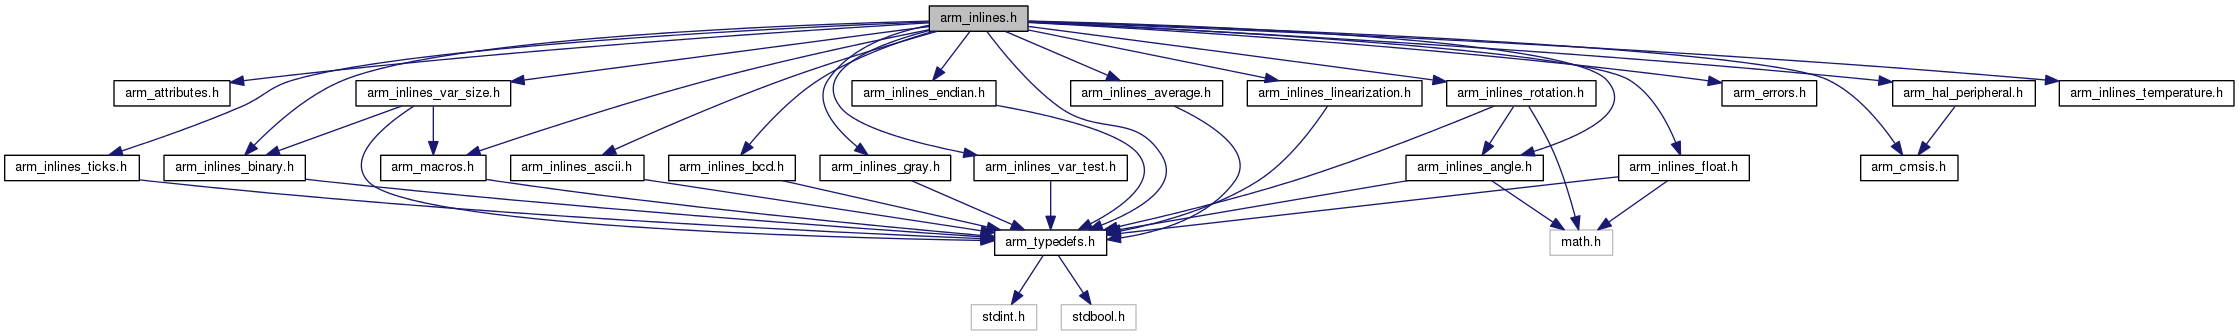 arm_inlines.h
arm_attributes.h
arm_inlines_var_size.h
arm_inlines_endian.h
arm_inlines_average.h
arm_inlines_linearization.h
arm_inlines_rotation.h
arm_errors.h
arm_hal_peripheral.h
arm_inlines_temperature.h
arm_inlines_ticks.h
arm_inlines_binary.h
arm_macros.h
arm_inlines_ascii.h
arm_inlines_bcd.h
arm_inlines_gray.h
arm_inlines_var_test.h
arm_inlines_angle.h
arm_inlines_float.h
arm_cmsis.h
arm_typedefs.h
math.h
stdint.h
stdbool.h